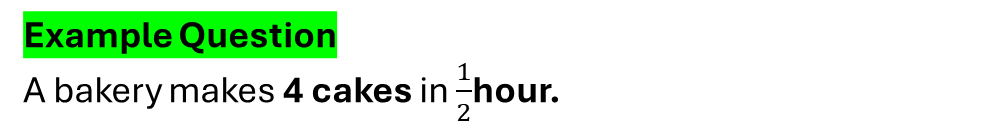 Example Question
A bakery makes 4 cakes in 1/2 hour.